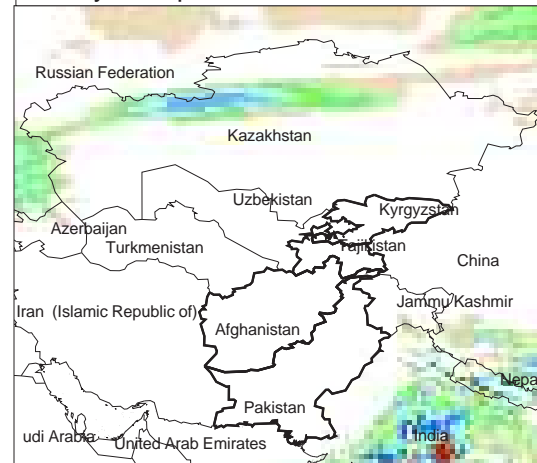 Russian Federation
Kazakhstan
Uzbekistan
Kyrgyzstan
Azerbaijan
Turkmenistan
Tajikistan
China
Jammu/Kashmir
Iran (Islamic Republic of)
Afghanistan
Nepa
Pakistan
udi Arabia
United Arab Emirates
India